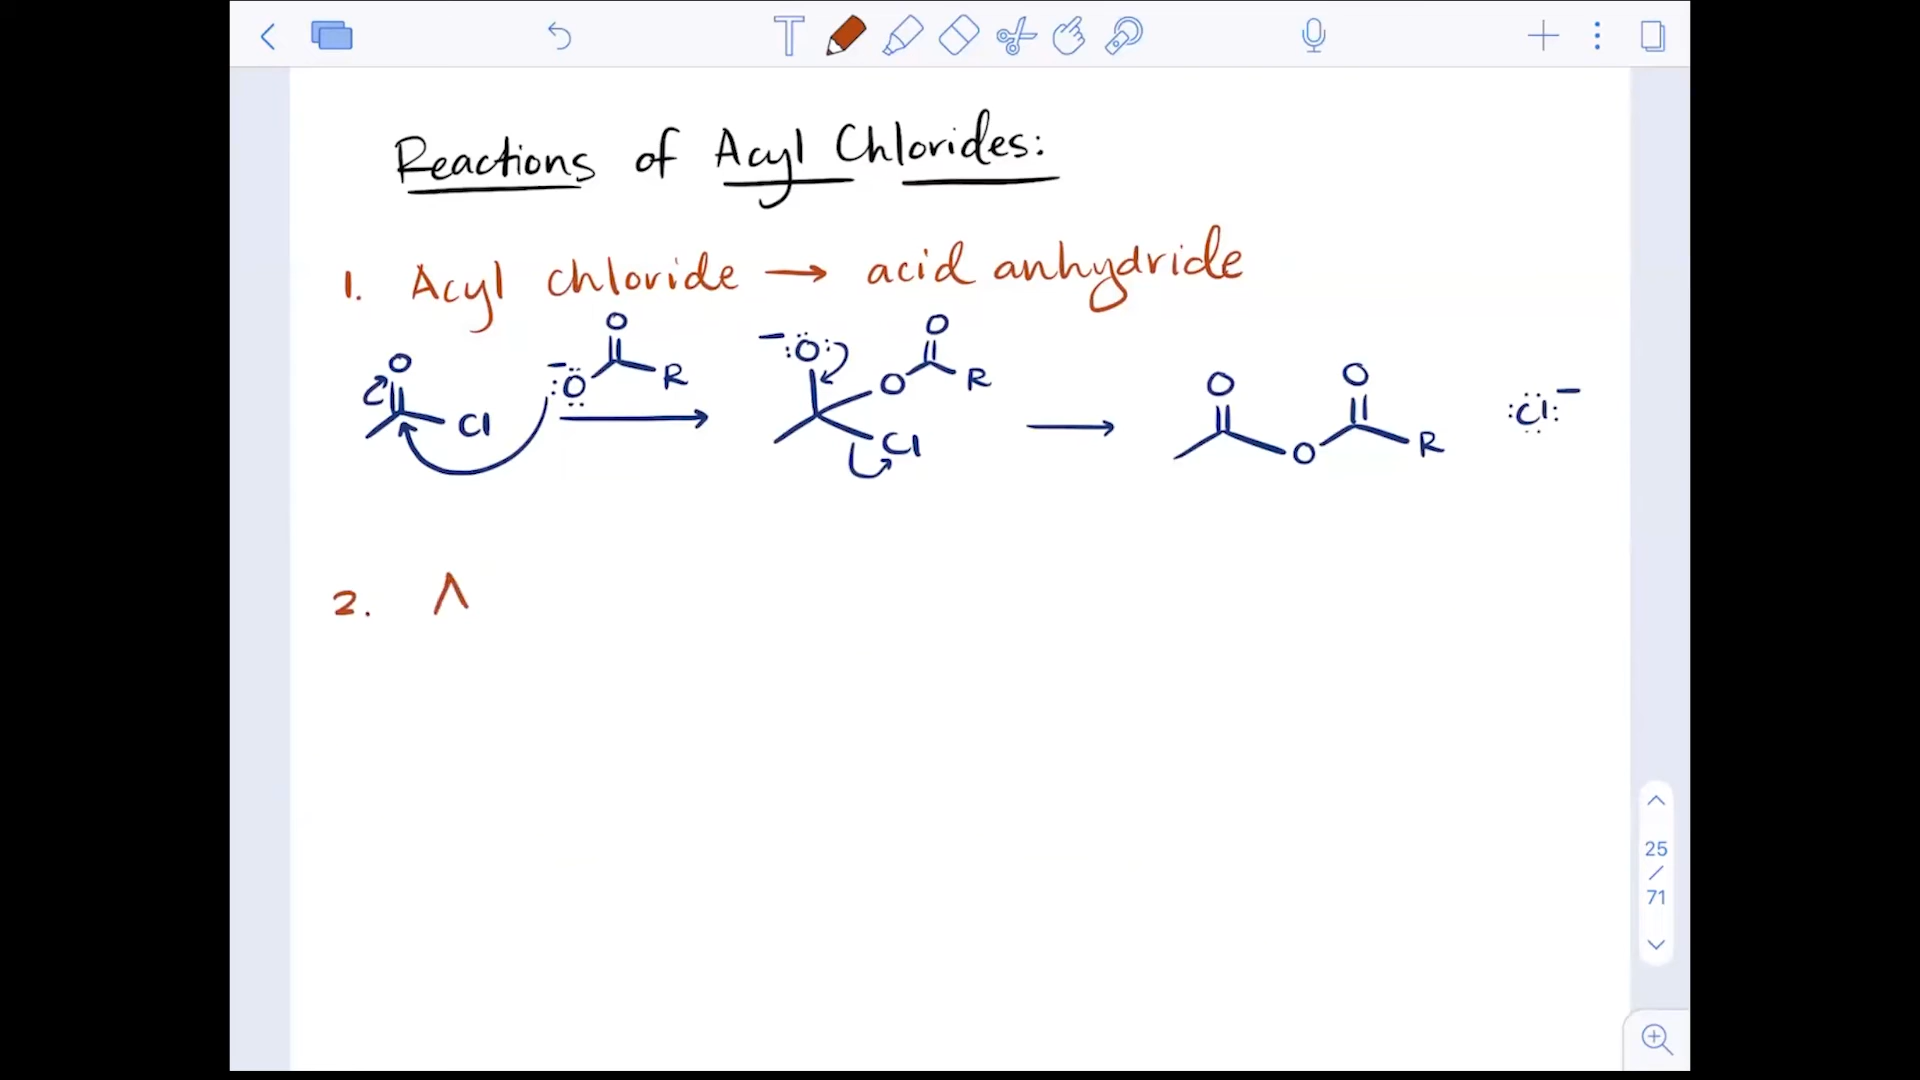 Reactions of Acyl Chlorides:
1. Acyl chloride → acid anhydride
O
Cl
O
−:O
R
−:O:
O
O
R
Cl
O
O
O
R
:Cl:−
2. Λ
25
/
71